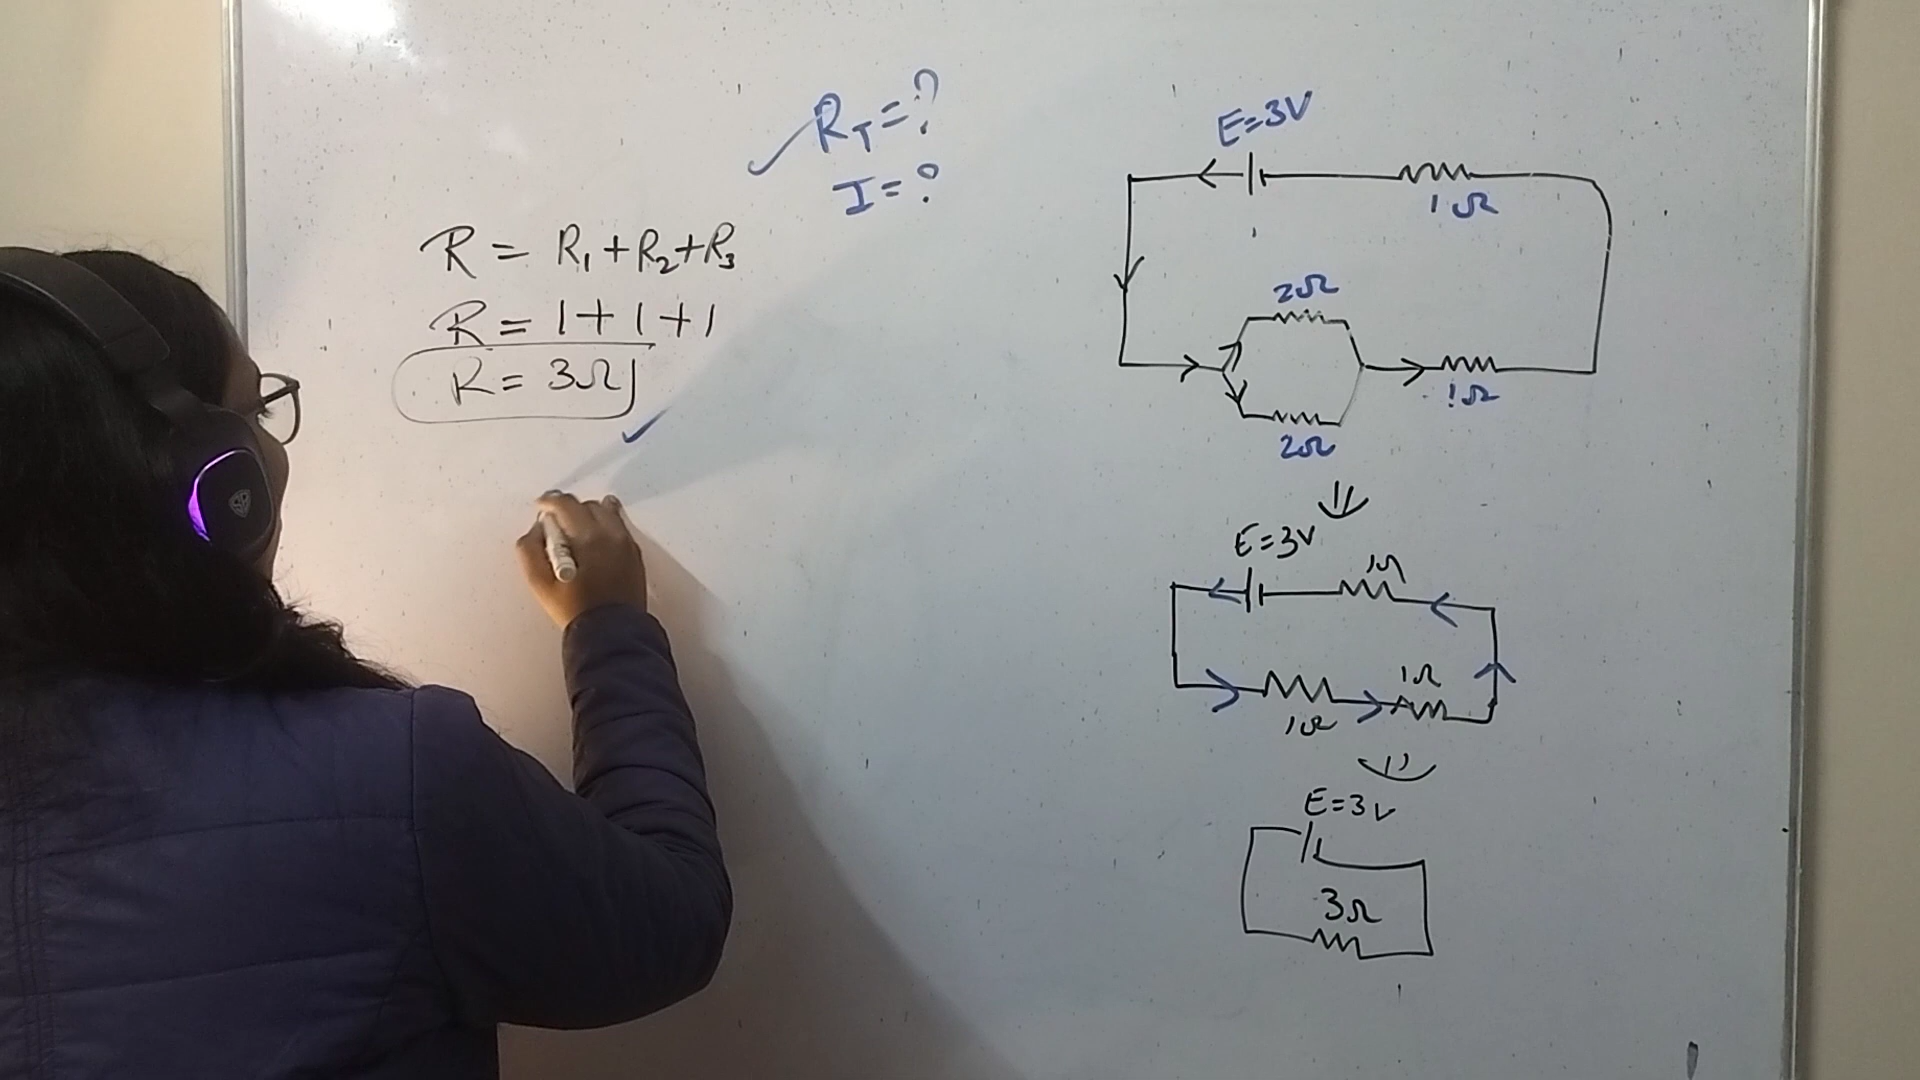 R_T = ?
I = ?
R = R₁ + R₂ + R₃
R = 1 + 1 + 1
R = 3Ω
E=3V
1Ω
2Ω
1Ω
2Ω
E=3V
1Ω
1Ω
1Ω
E=3V
3Ω